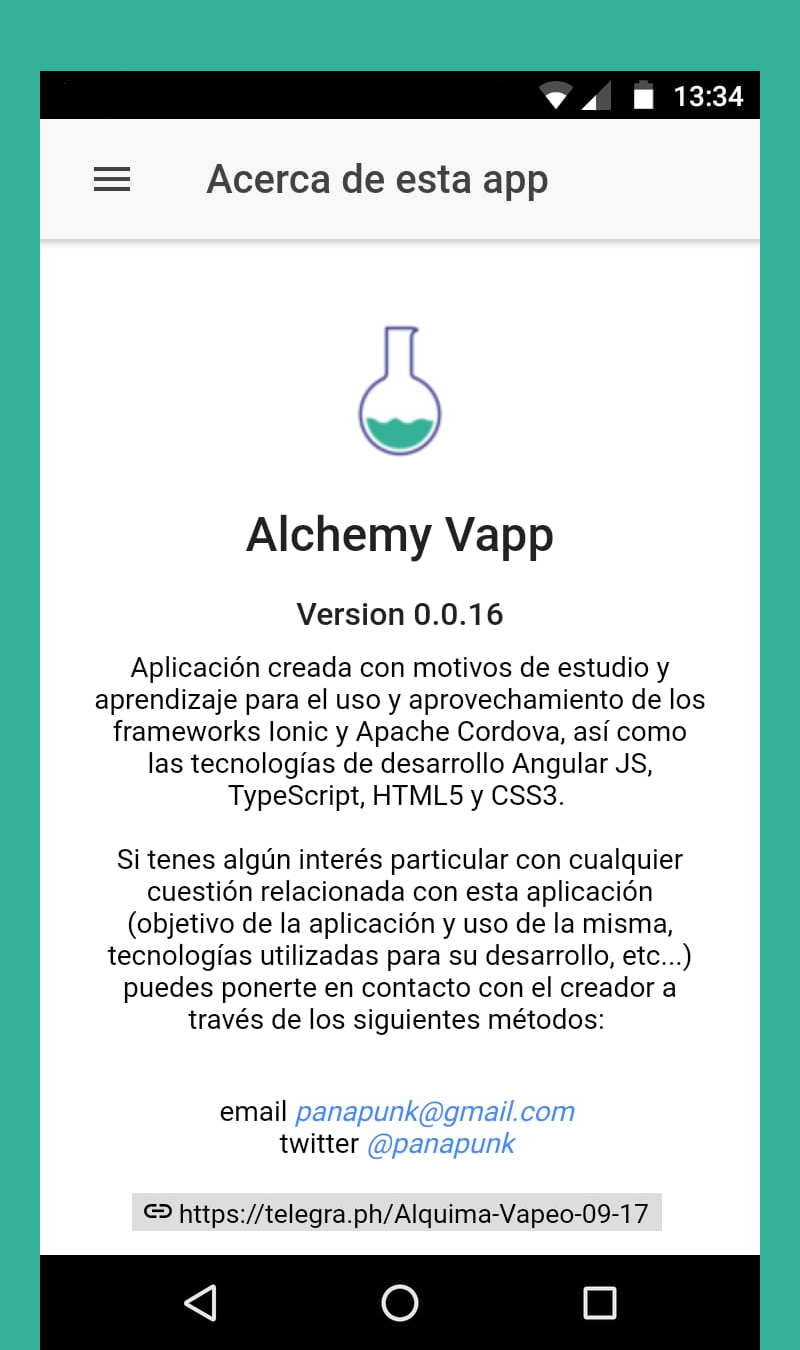 13:34
Acerca de esta app
Alchemy Vapp
Version 0.0.16
Aplicación creada con motivos de estudio y
aprendizaje para el uso y aprovechamiento de los
frameworks Ionic y Apache Cordova, así como
las tecnologías de desarrollo Angular JS,
TypeScript, HTML5 y CSS3.
Si tenes algún interés particular con cualquier
cuestión relacionada con esta aplicación
(objetivo de la aplicación y uso de la misma,
tecnologías utilizadas para su desarrollo, etc...)
puedes ponerte en contacto con el creador a
través de los siguientes métodos:
email panapunk@gmail.com
twitter @panapunk
https://telegra.ph/Alquima-Vapeo-09-17